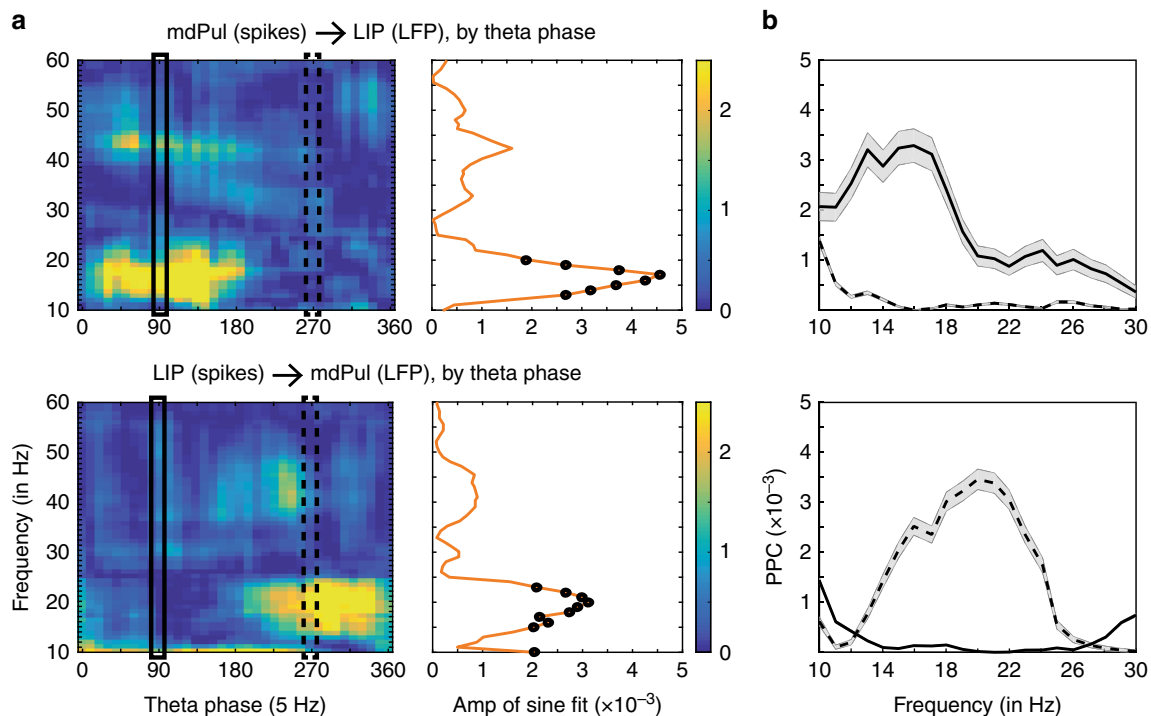 a
b
mdPul (spikes) → LIP (LFP), by theta phase
60
50
40
30
20
10
0 90 180 270 360
0 1 2 3 4 5
2
1
0
5
4
3
2
1
10 14 18 22 26 30
LIP (spikes) → mdPul (LFP), by theta phase
Frequency (in Hz)
60
50
40
30
20
10
0 90 180 270 360
Theta phase (5 Hz)
0 1 2 3 4 5
Amp of sine fit (×10−3)
2
1
0
PPC (×10−3)
5
4
3
2
1
10 14 18 22 26 30
Frequency (in Hz)